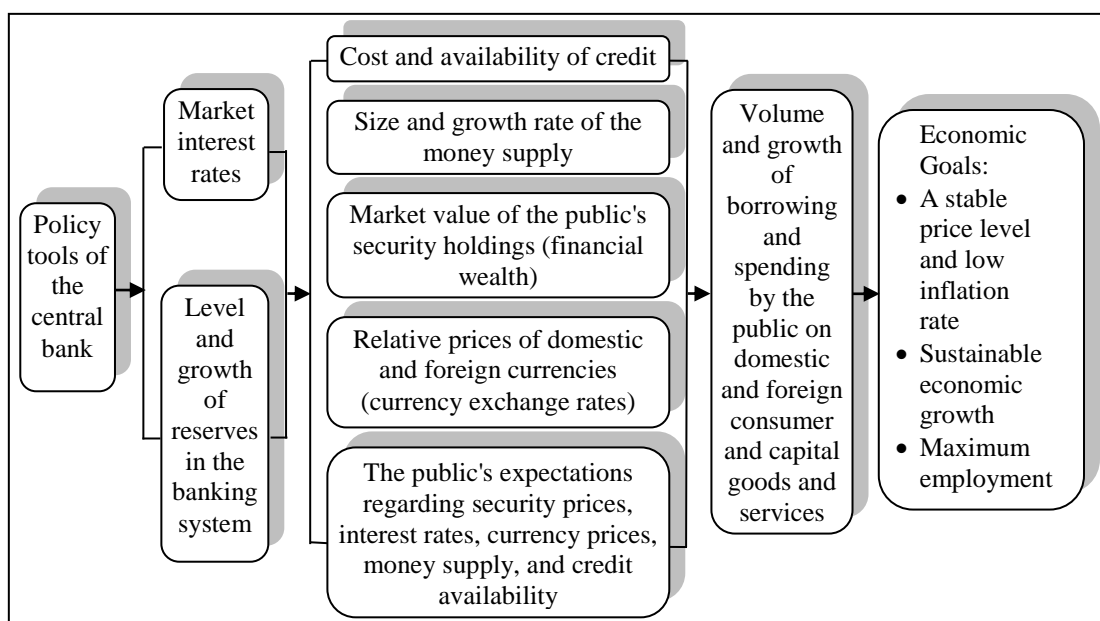 Policy
tools of
the
central
bank
Market
interest
rates
Level and
growth of
reserves
in the
banking
system
Cost and availability of credit
Size and growth rate of the
money supply
Market value of the public's
security holdings (financial
wealth)
Relative prices of domestic
and foreign currencies
(currency exchange rates)
The public's expectations
regarding security prices,
interest rates, currency prices,
money supply, and credit
availability
Volume
and growth
of
borrowing
and
spending
by the
public on
domestic
and foreign
consumer
and capital
goods and
services
Economic
Goals:
• A stable
price level
and low
inflation
rate
• Sustainable
economic
growth
• Maximum
employment